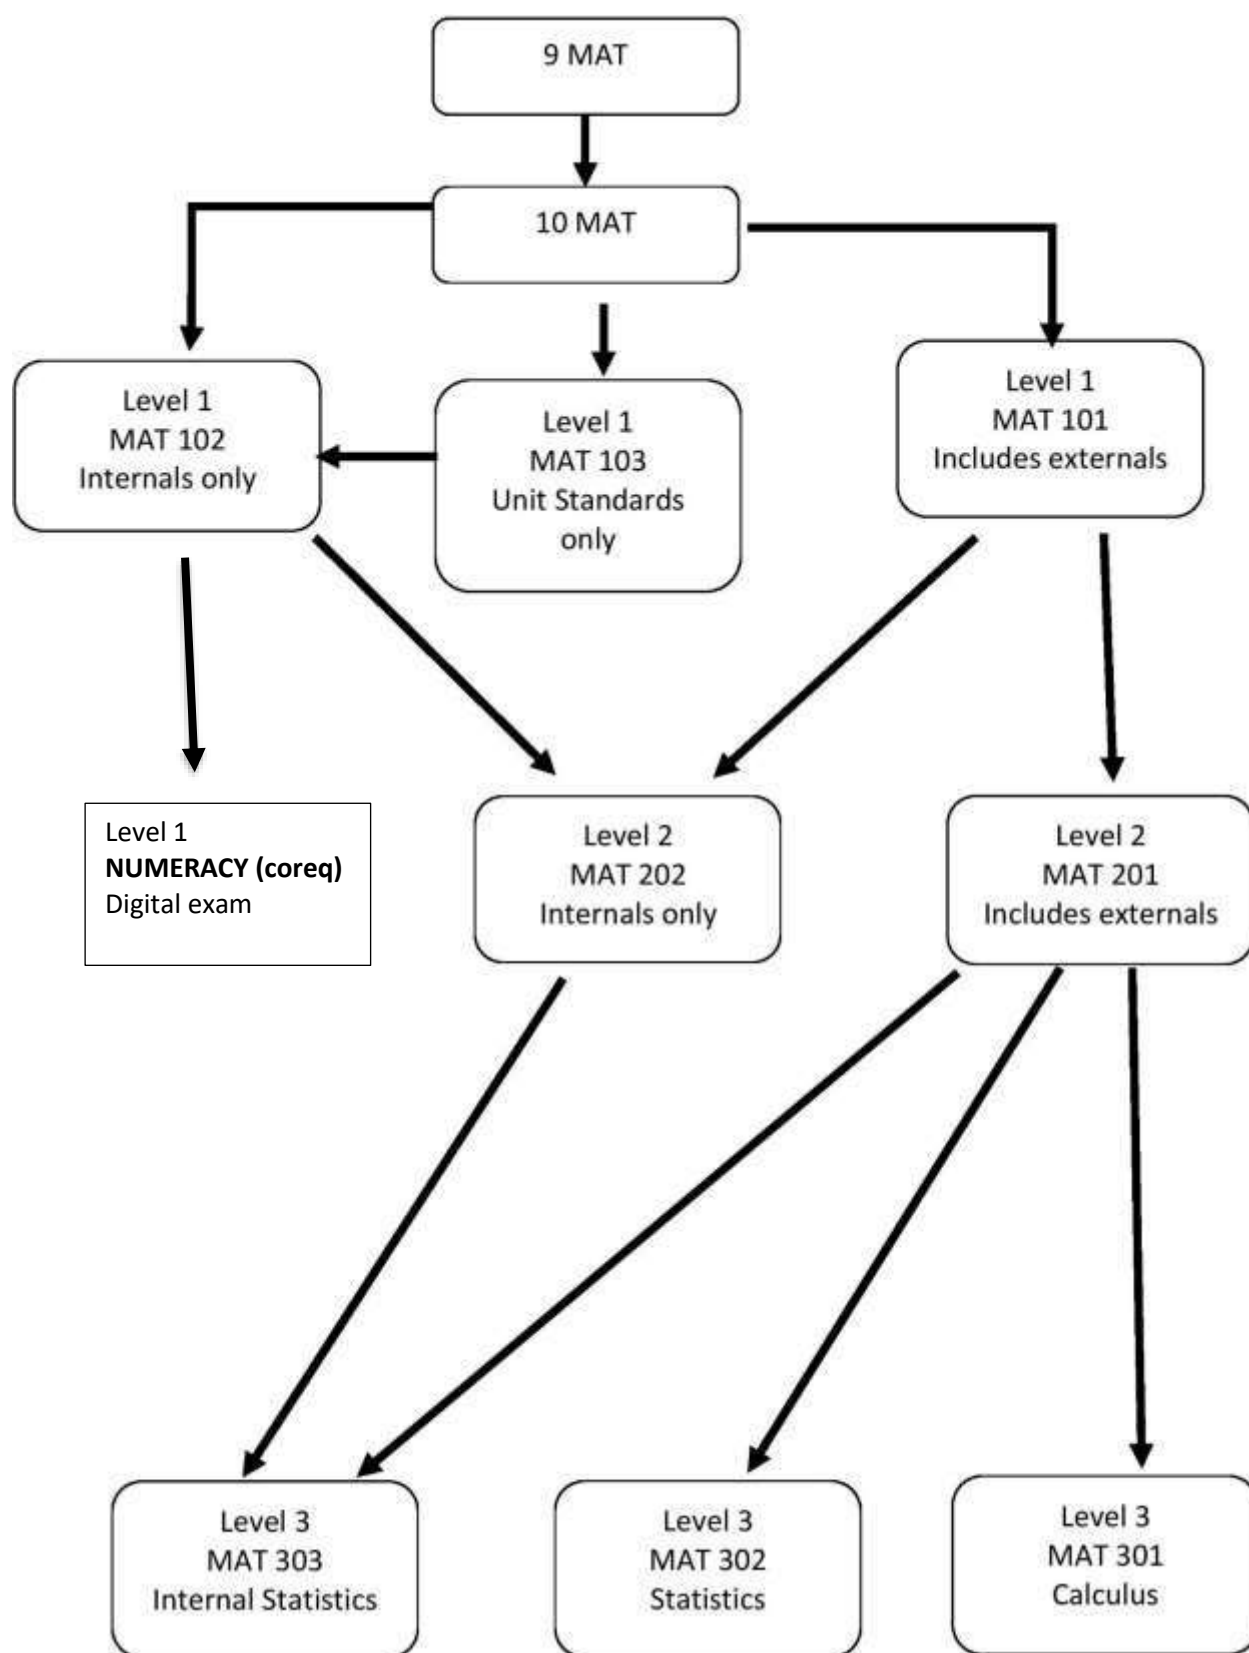 9 MAT
10 MAT
Level 1
MAT 102
Internals only
Level 1
MAT 103
Unit Standards
only
Level 1
MAT 101
Includes externals
Level 1
NUMERACY (coreq)
Digital exam
Level 2
MAT 202
Internals only
Level 2
MAT 201
Includes externals
Level 3
MAT 303
Internal Statistics
Level 3
MAT 302
Statistics
Level 3
MAT 301
Calculus